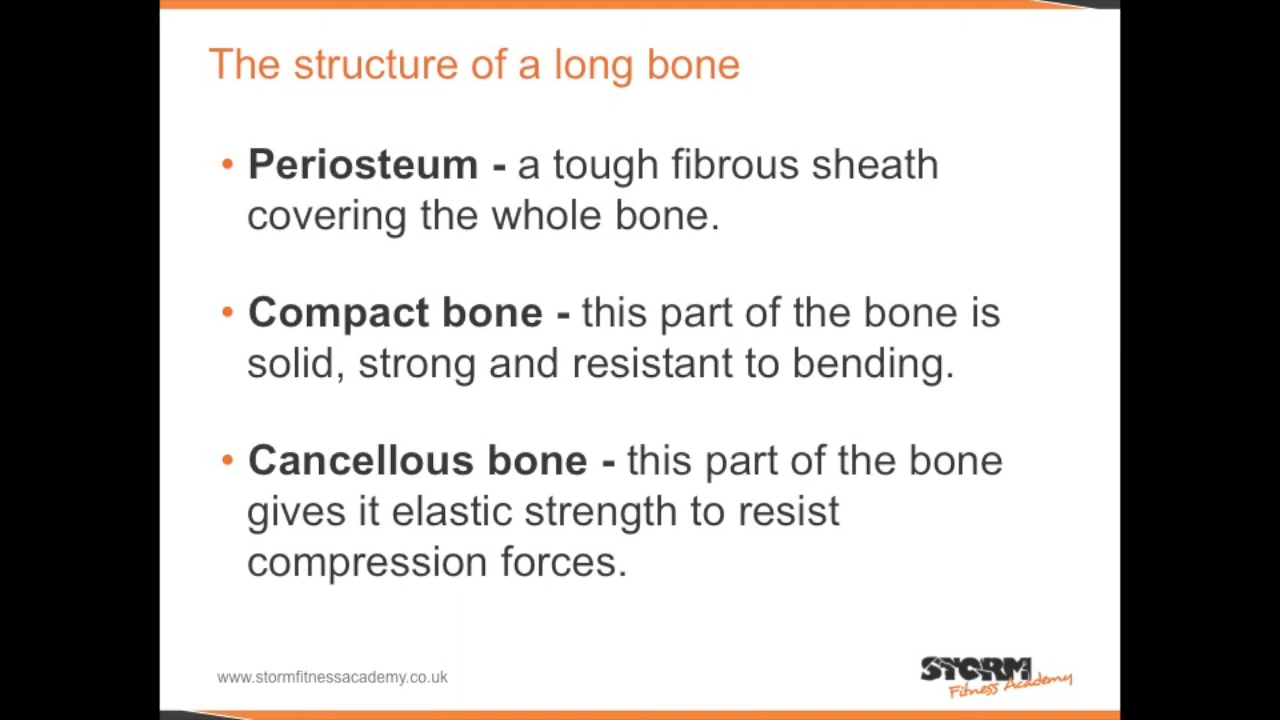 The structure of a long bone
• Periosteum - a tough fibrous sheath
covering the whole bone.
• Compact bone - this part of the bone is
solid, strong and resistant to bending.
• Cancellous bone - this part of the bone
gives it elastic strength to resist
compression forces.
www.stormfitnessacademy.co.uk
STORM
Fitness Academy